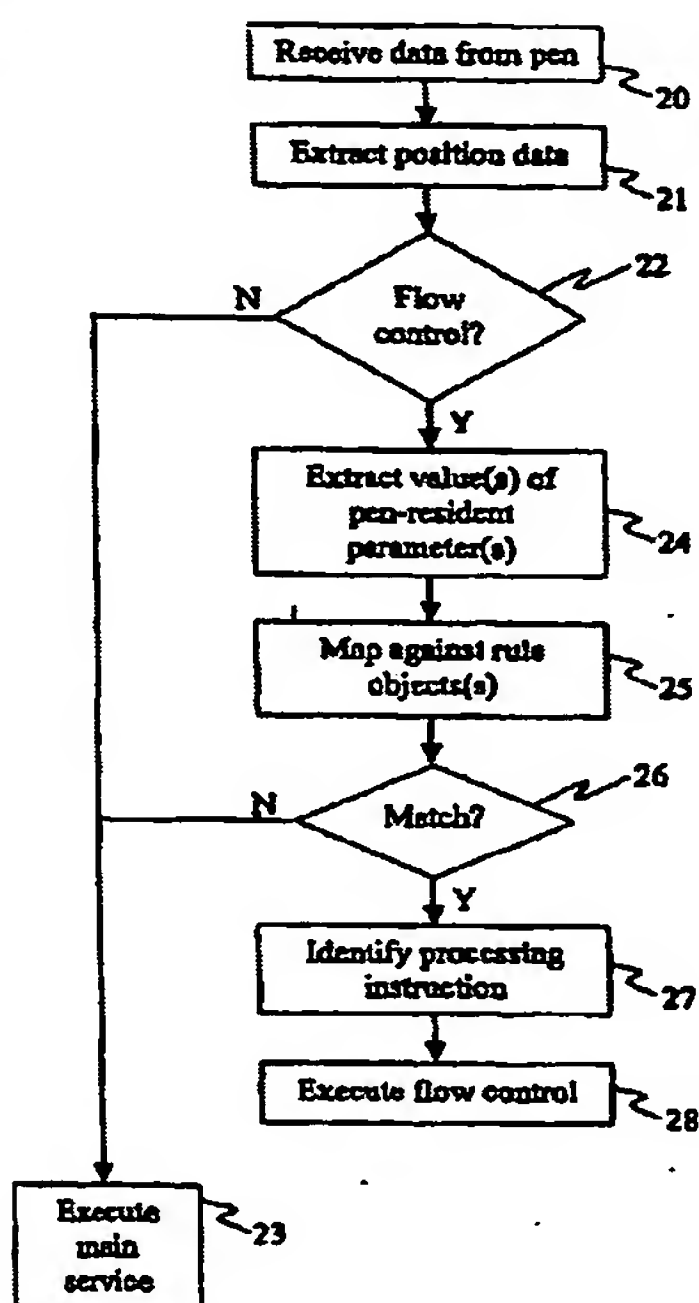 Receive data from pen
20
Extract position data
21
22
N
Flow
control?
Y
Extract value(s) of
pen-resident
parameter(s)
24
Map against rule
objects(s)
25
26
N
Match?
Y
Identify processing
instruction
27
Execute flow control
28
Execute
main
service
23